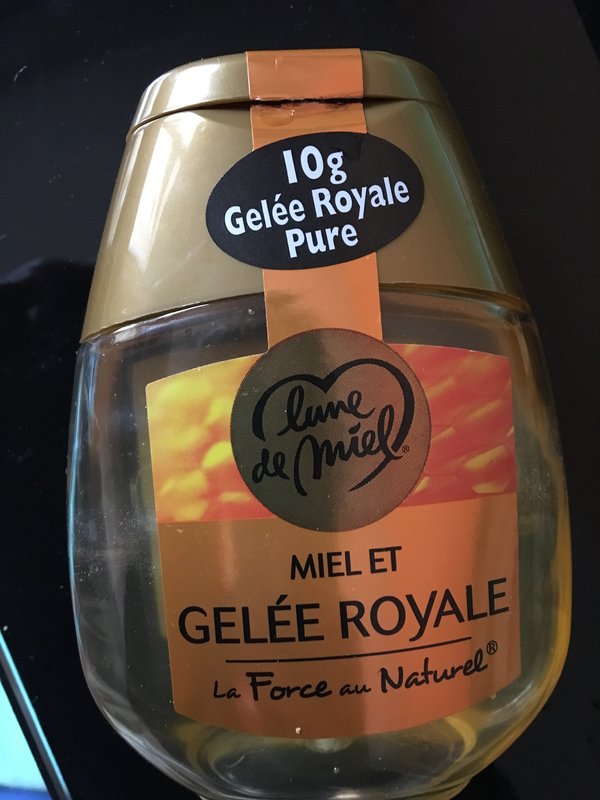 10g
Gelée Royale
Pure
lune
de miel®
MIEL ET
GELÉE ROYALE
La Force au Naturel®